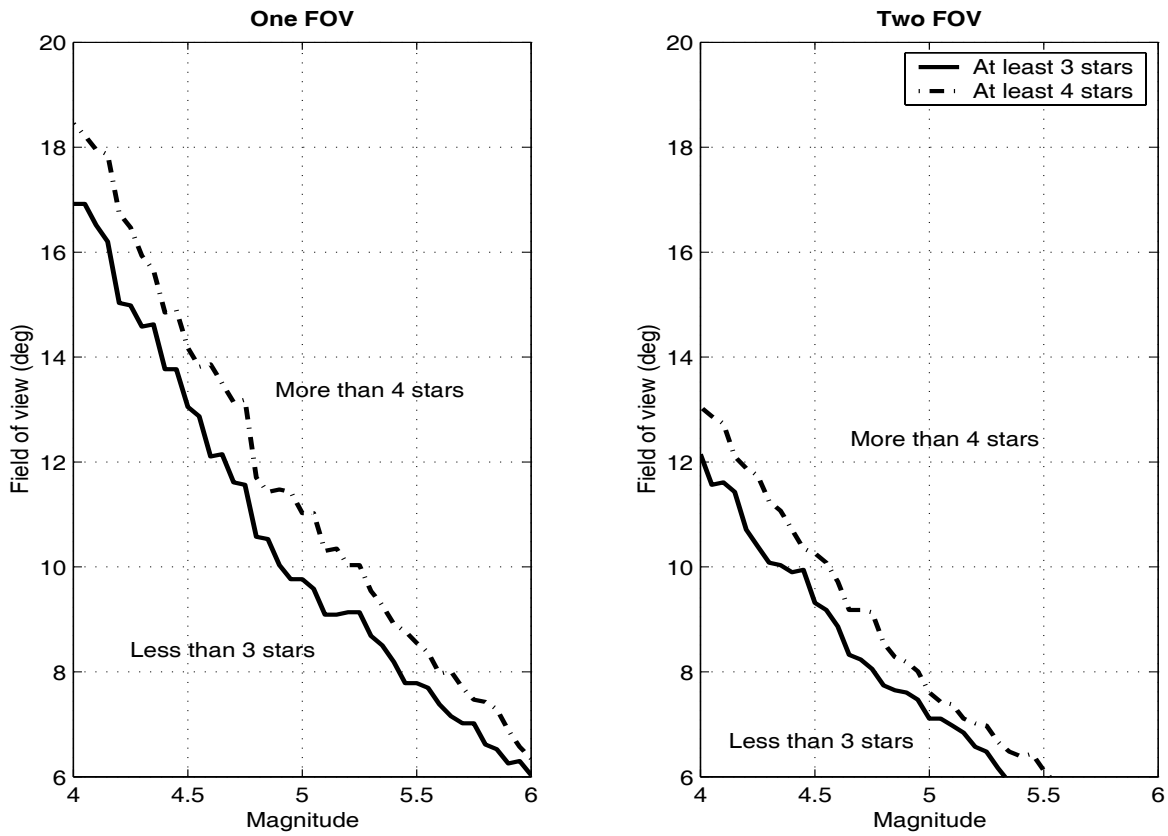 One FOV
20
18
16
14
12
10
8
6
4
4.5
5
5.5
6
Field of view (deg)
Magnitude
More than 4 stars
Less than 3 stars
Two FOV
At least 3 stars
At least 4 stars
20
18
16
14
12
10
8
6
4
4.5
5
5.5
6
Field of view (deg)
Magnitude
More than 4 stars
Less than 3 stars